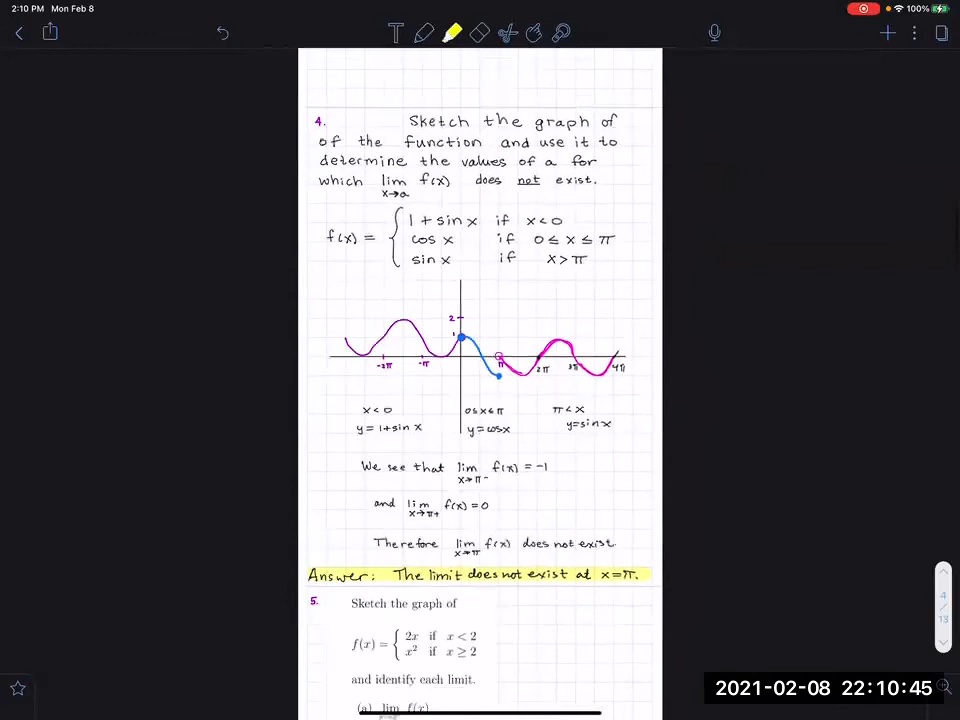 2:10 PM Mon Feb 8
100%
T
4. Sketch the graph of
of the function and use it to
determine the values of a for
which lim f(x) does not exist.
x→a
1 + sin x if x < 0
f(x) = cos x if 0 ≤ x ≤ π
sin x if x > π
2
1
-2π -π π 2π 3π 4π
x < 0 0≤x≤π π < x
y = 1+sin x y = cos x y = sin x
We see that lim f(x) = -1
x→π-
and lim f(x) = 0
x→π+
Therefore lim f(x) does not exist.
x→π
Answer: The limit does not exist at x = π.
5. Sketch the graph of
f(x) = { 2x if x < 2
x² if x ≥ 2
and identify each limit.
(a) lim f(x)
4
/
13
2021-02-08 22:10:45